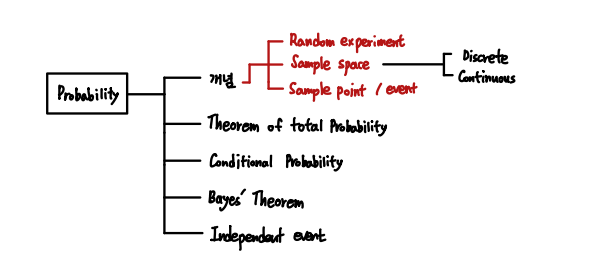 Probability
개념
Random experiment
Sample space
Sample point / event
Discrete
Continuous
Theorem of total Probability
Conditional Probability
Bayes' Theorem
Independent event